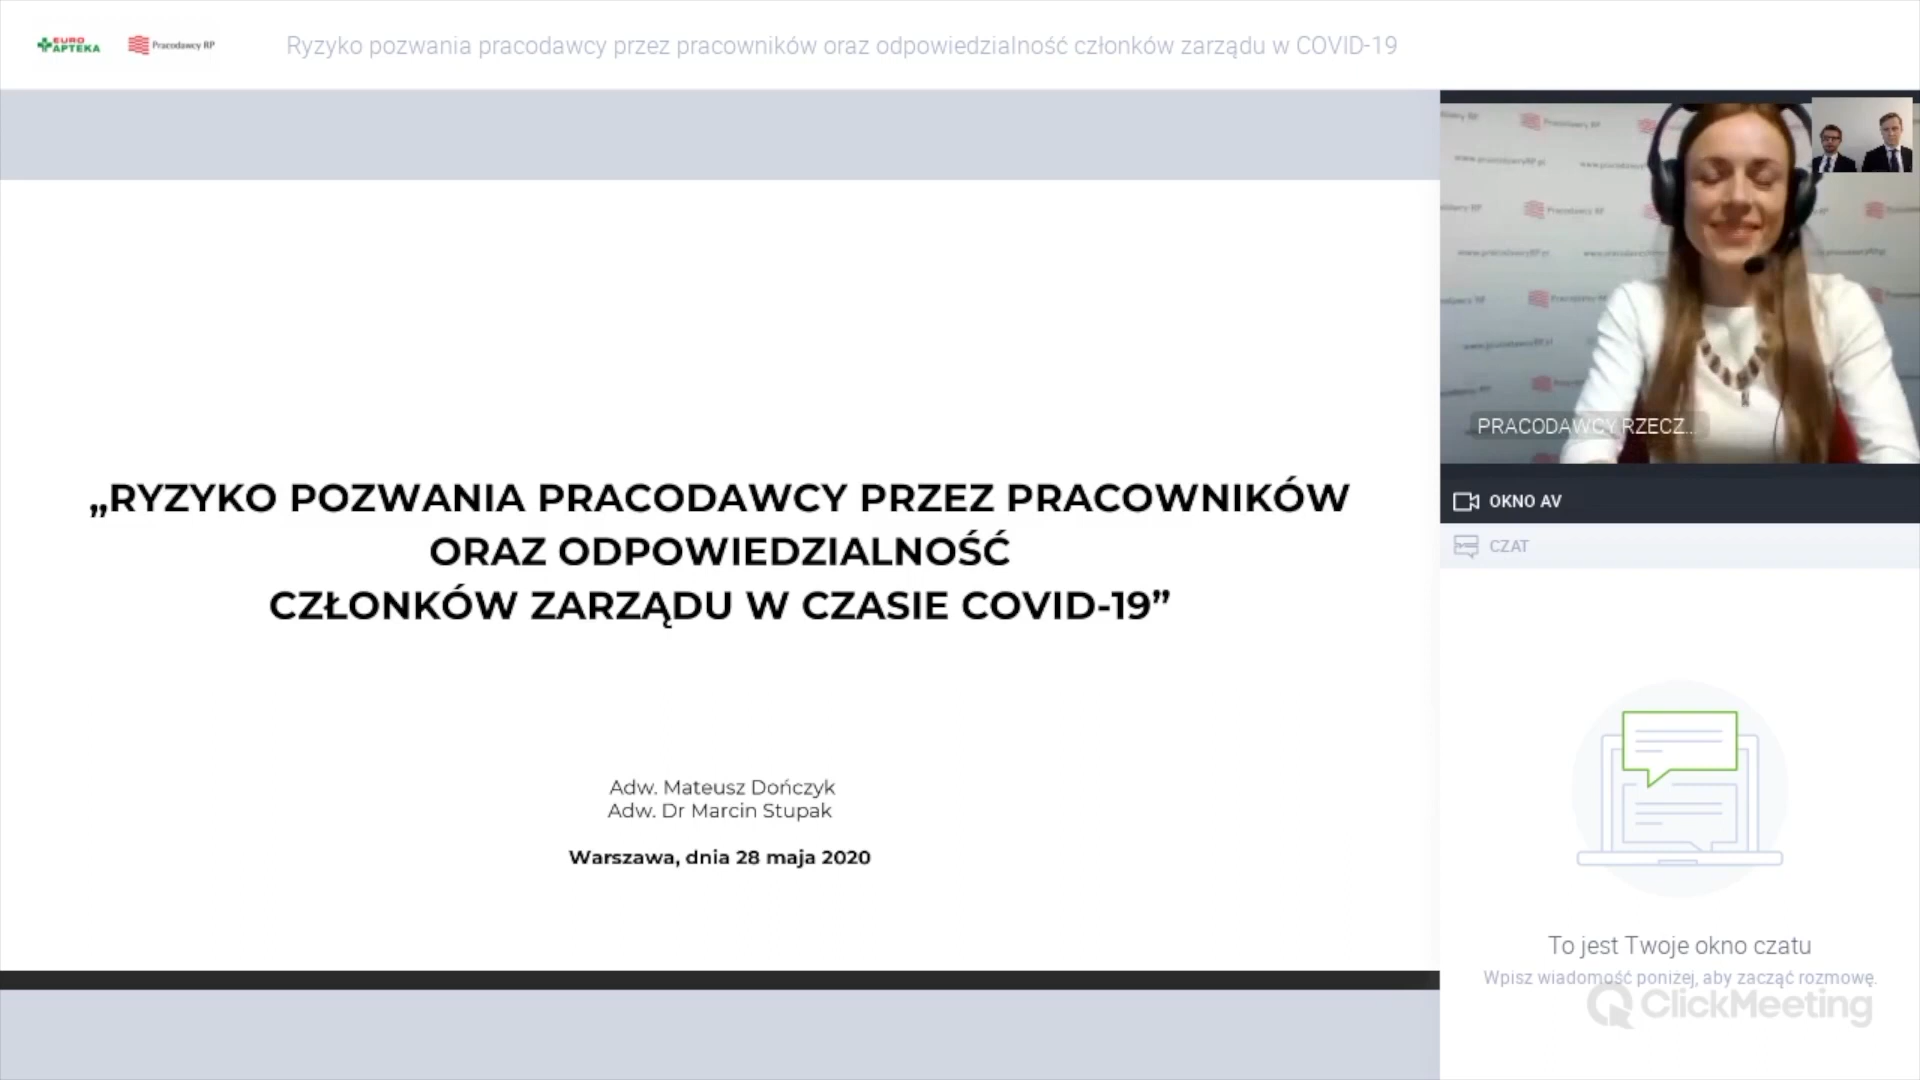 EURO
APTEKA
Pracodawcy RP
Ryzyko pozwania pracodawcy przez pracowników oraz odpowiedzialność członków zarządu w COVID-19
„RYZYKO POZWANIA PRACODAWCY PRZEZ PRACOWNIKÓW
ORAZ ODPOWIEDZIALNOŚĆ
CZŁONKÓW ZARZĄDU W CZASIE COVID-19”
Adw. Mateusz Dończyk
Adw. Dr Marcin Stupak
Warszawa, dnia 28 maja 2020
PRACODAWCY RZECZ...
OKNO AV
CZAT
To jest Twoje okno czatu
Wpisz wiadomość poniżej, aby zacząć rozmowę.
ClickMeeting